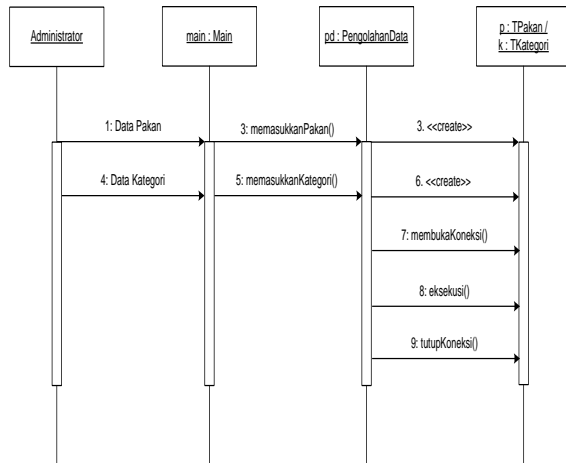 Administrator
main : Main
pd : PengolahanData
p : TPakan /
k : TKategori
1: Data Pakan
3: memasukkanPakan()
3. <<create>>
4: Data Kategori
5: memasukkanKategori()
6. <<create>>
7: membukaKoneksi()
8: eksekusi()
9: tutupKoneksi()